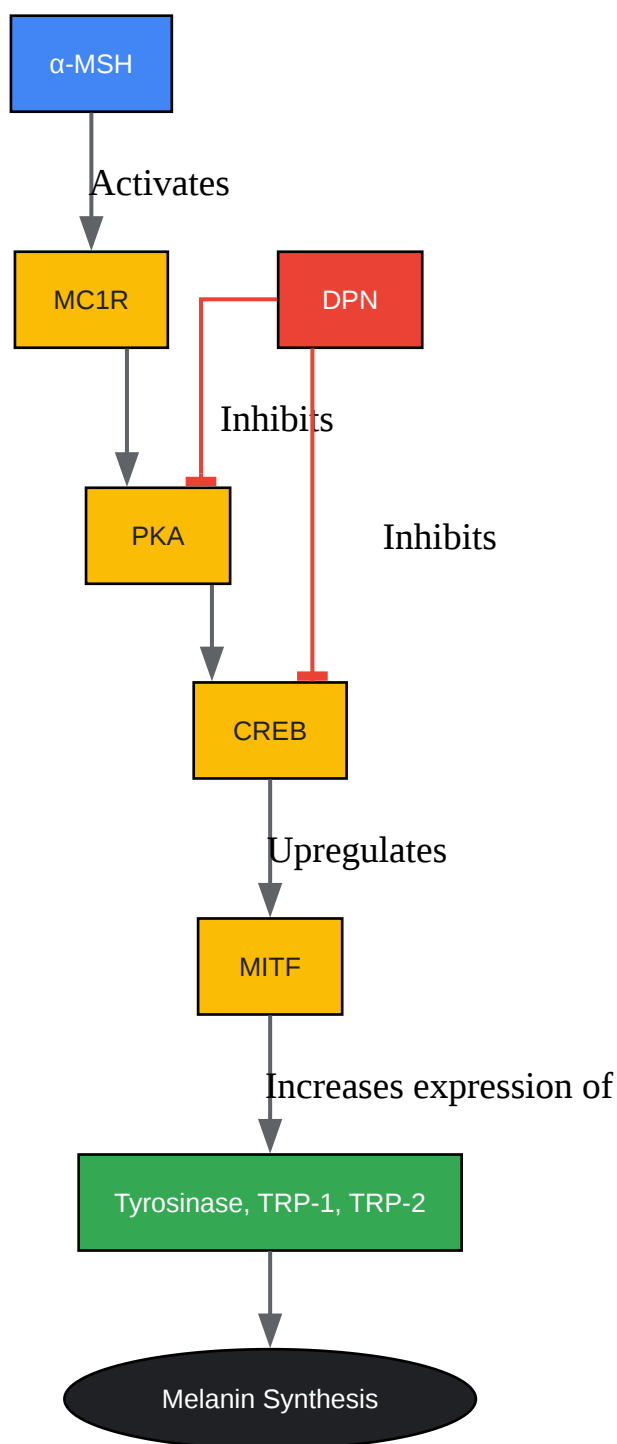 α-MSH
Activates
MC1R
DPN
Inhibits
PKA
Inhibits
CREB
Upregulates
MITF
Increases expression of
Tyrosinase, TRP-1, TRP-2
Melanin Synthesis